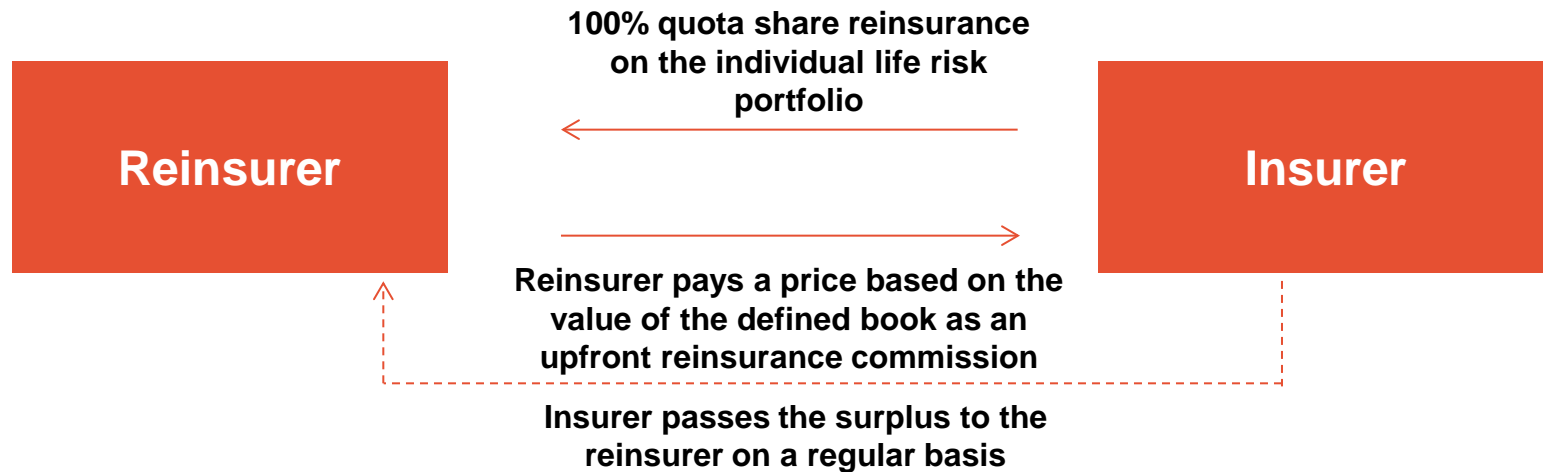 100% quota share reinsurance
on the individual life risk
portfolio
Reinsurer
Insurer
Reinsurer pays a price based on the
value of the defined book as an
upfront reinsurance commission
Insurer passes the surplus to the
reinsurer on a regular basis